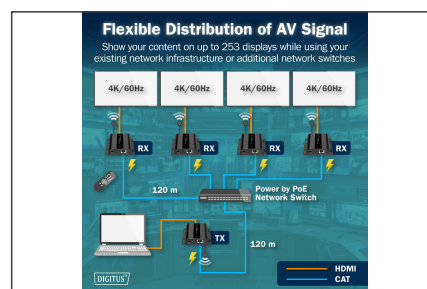 Flexible Distribution of AV Signal
Show your content on up to 253 displays while using your
existing network infrastructure or additional network switches
4K/60Hz 4K/60Hz 4K/60Hz 4K/60Hz
RX RX RX RX
120 m
Power by PoE
Network Switch
TX
120 m
DIGITUS
HDMI
CAT